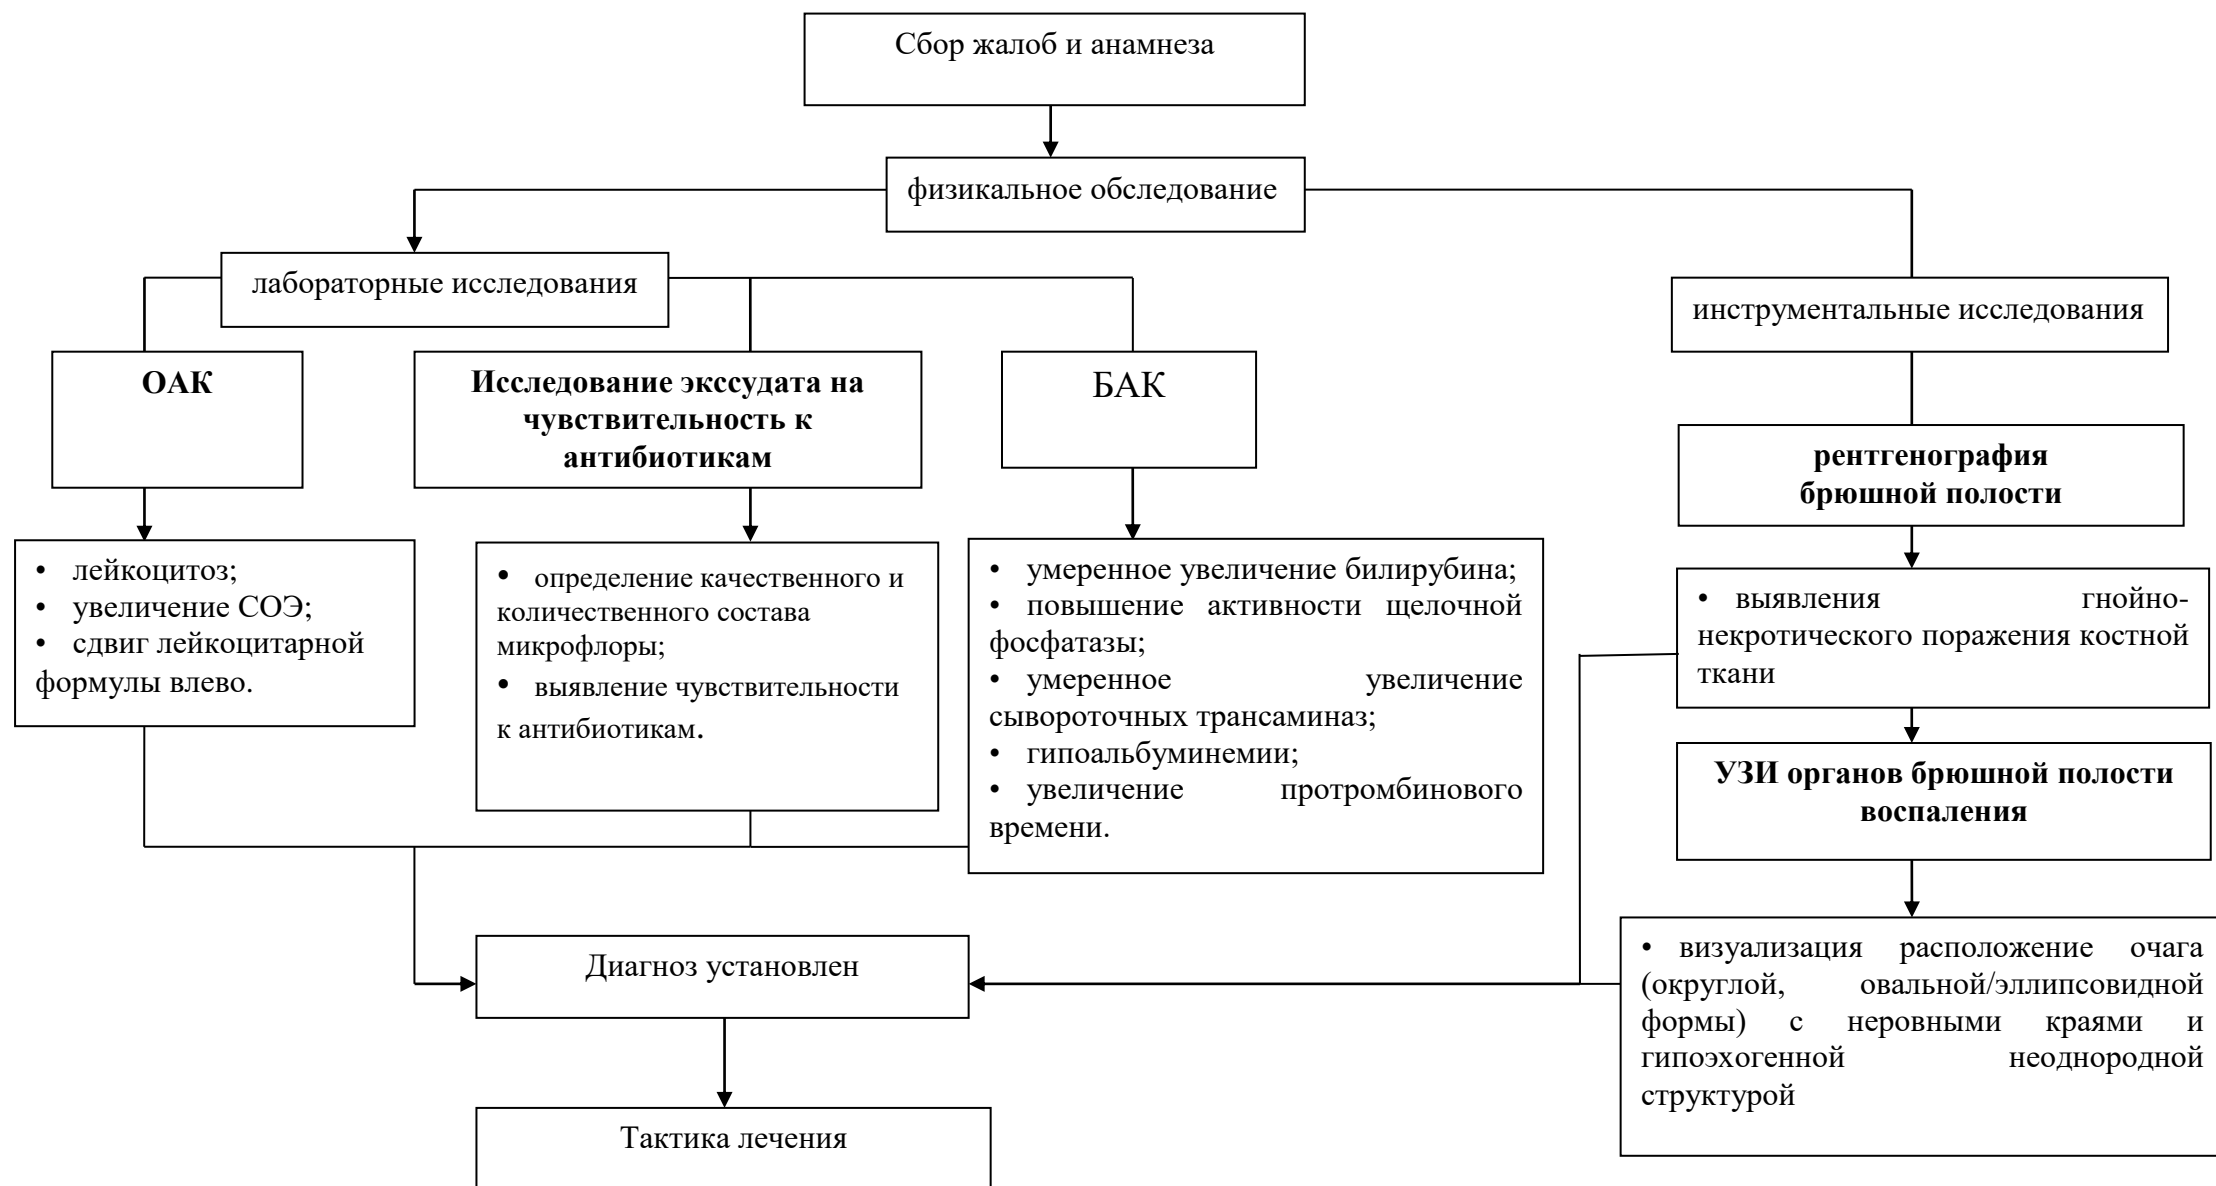 Сбор жалоб и анамнеза
физикальное обследование
лабораторные исследования
инструментальные исследования
ОАК
Исследование экссудата на
чувствительность к
антибиотикам
БАК
рентгенография
брюшной полости
• лейкоцитоз;
• увеличение СОЭ;
• сдвиг лейкоцитарной
формулы влево.
• определение качественного и
количественного состава
микрофлоры;
• выявление чувствительности
к антибиотикам.
• умеренное увеличение билирубина;
• повышение активности щелочной
фосфатазы;
• умеренное увеличение
сывороточных трансаминаз;
• гипоальбуминемии;
• увеличение протромбинового
времени.
• выявления гнойно-
некротического поражения костной
ткани
УЗИ органов брюшной полости
воспаления
• визуализация расположение очага
(округлой, овальной/эллипсовидной
формы) с неровными краями и
гипоэхогенной неоднородной
структурой
Диагноз установлен
Тактика лечения